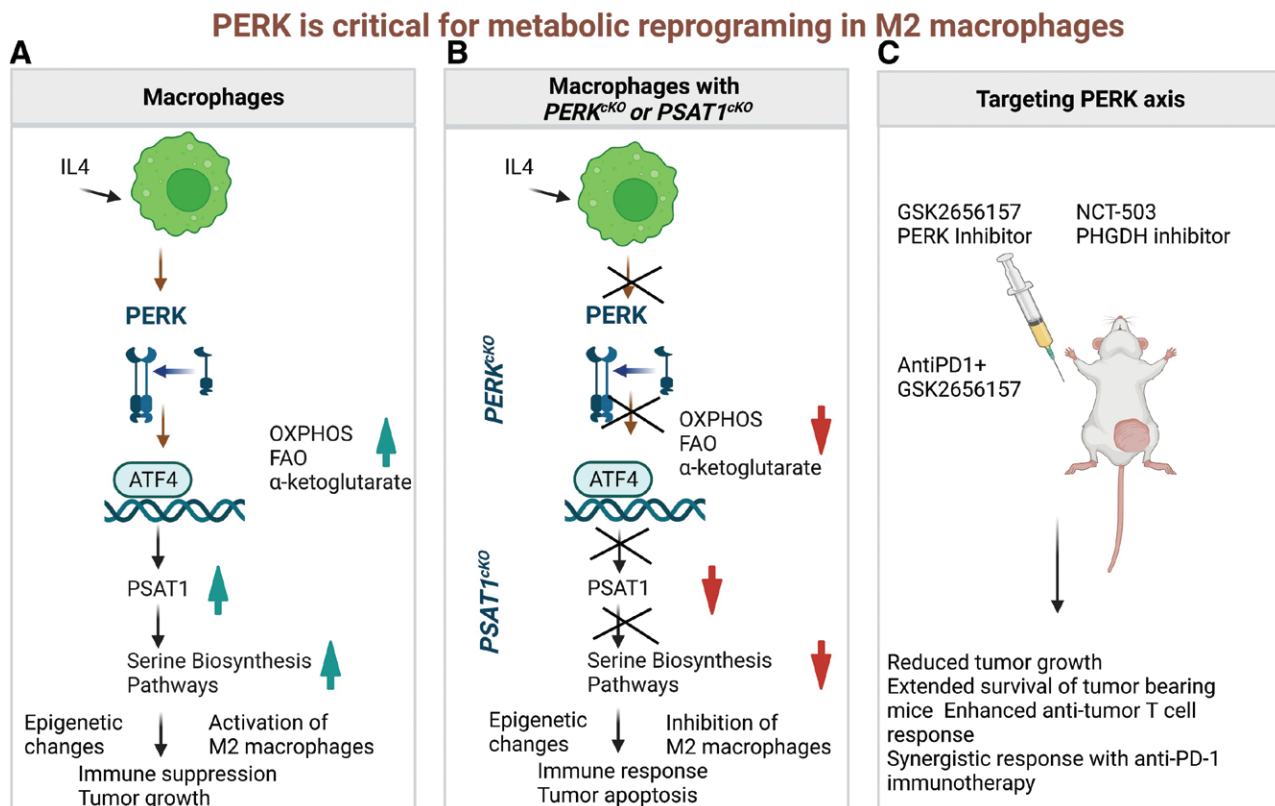 PERK is critical for metabolic reprograming in M2 macrophages
A
Macrophages
IL4
PERK
OXPHOS
FAO
α-ketoglutarate
ATF4
PSAT1
Serine Biosynthesis
Pathways
Epigenetic
changes
Activation of
M2 macrophages
Immune suppression
Tumor growth
B
Macrophages with
PERKcKO or PSAT1cKO
IL4
PERK
PERKcKO
OXPHOS
FAO
α-ketoglutarate
ATF4
PSAT1cKO
PSAT1
Serine Biosynthesis
Pathways
Epigenetic
changes
Inhibition of
M2 macrophages
Immune response
Tumor apoptosis
C
Targeting PERK axis
GSK2656157
PERK Inhibitor
NCT-503
PHGDH inhibitor
AntiPD1+
GSK2656157
Reduced tumor growth
Extended survival of tumor bearing
mice Enhanced anti-tumor T cell
response
Synergistic response with anti-PD-1
immunotherapy